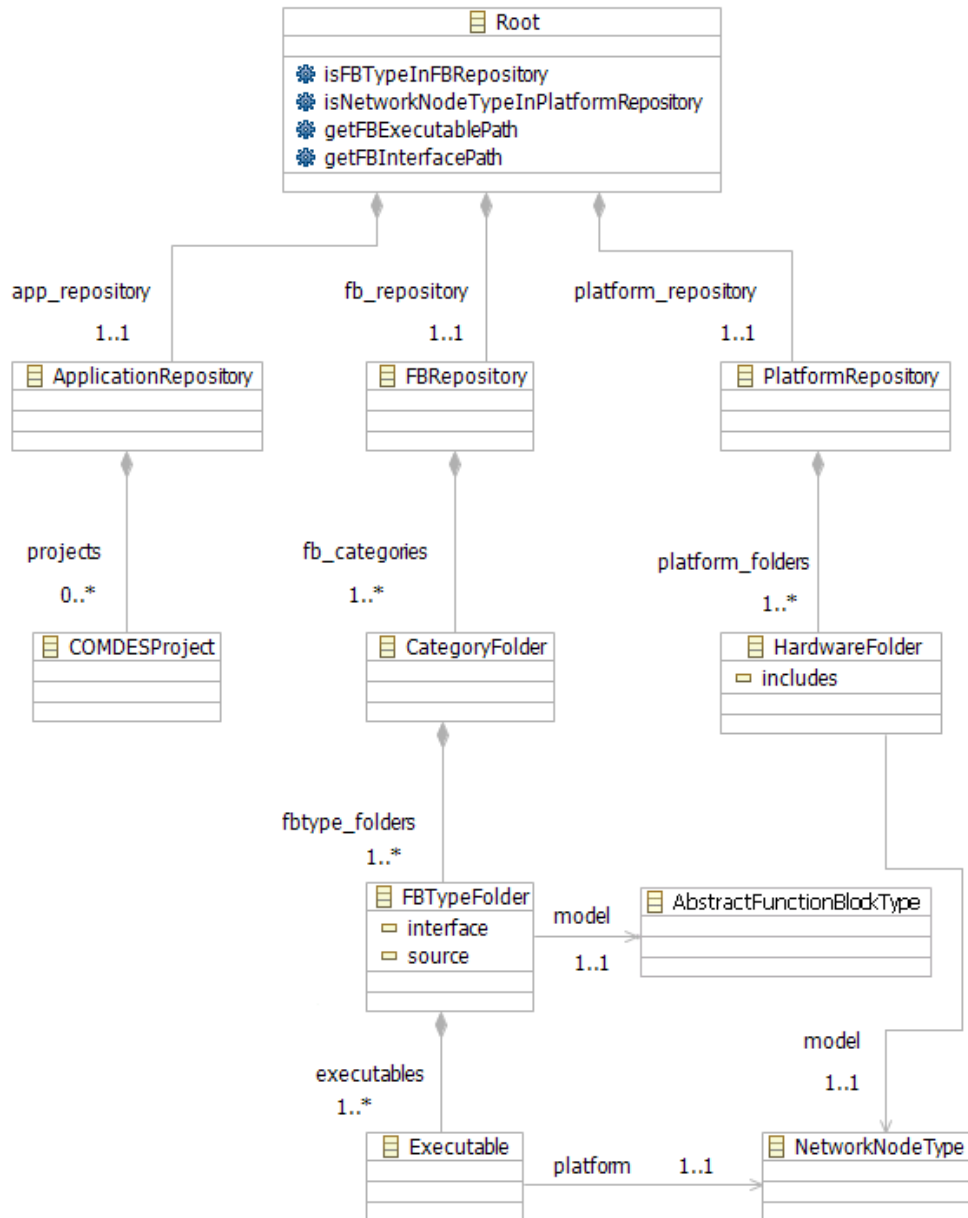 Root
isFBTypeInFBRepository
isNetworkNodeTypeInPlatformRepository
getFBExecutablePath
getFBInterfacePath
app_repository
fb_repository
platform_repository
1..1
1..1
1..1
ApplicationRepository
FBRepository
PlatformRepository
projects
fb_categories
platform_folders
0..*
1..*
1..*
COMDESProject
CategoryFolder
HardwareFolder
includes
fbtype_folders
1..*
FBTypeFolder
interface
source
model
1..1
AbstractFunctionBlockType
model
1..1
executables
1..*
Executable
platform
1..1
NetworkNodeType